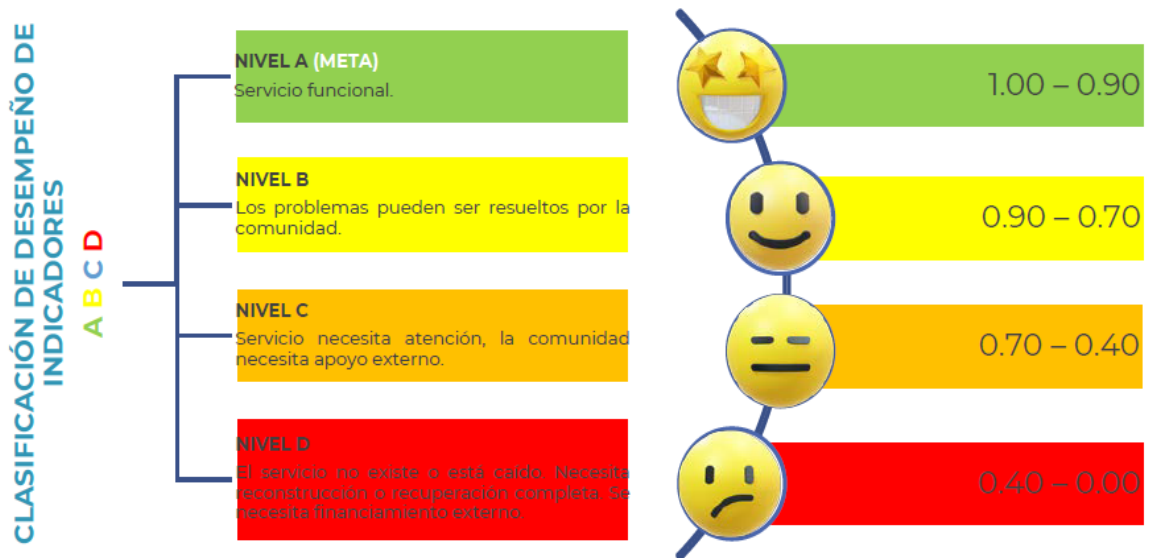 CLASIFICACIÓN DE DESEMPEÑO DE
INDICADORES
A B C D
NIVEL A (META)
Servicio funcional.
1.00 – 0.90
NIVEL B
Los problemas pueden ser resueltos por la
comunidad.
0.90 – 0.70
NIVEL C
Servicio necesita atención, la comunidad
necesita apoyo externo.
0.70 – 0.40
NIVEL D
El servicio no existe o está caído. Necesita
reconstrucción o recuperación completa. Se
necesita financiamiento externo.
0.40 – 0.00